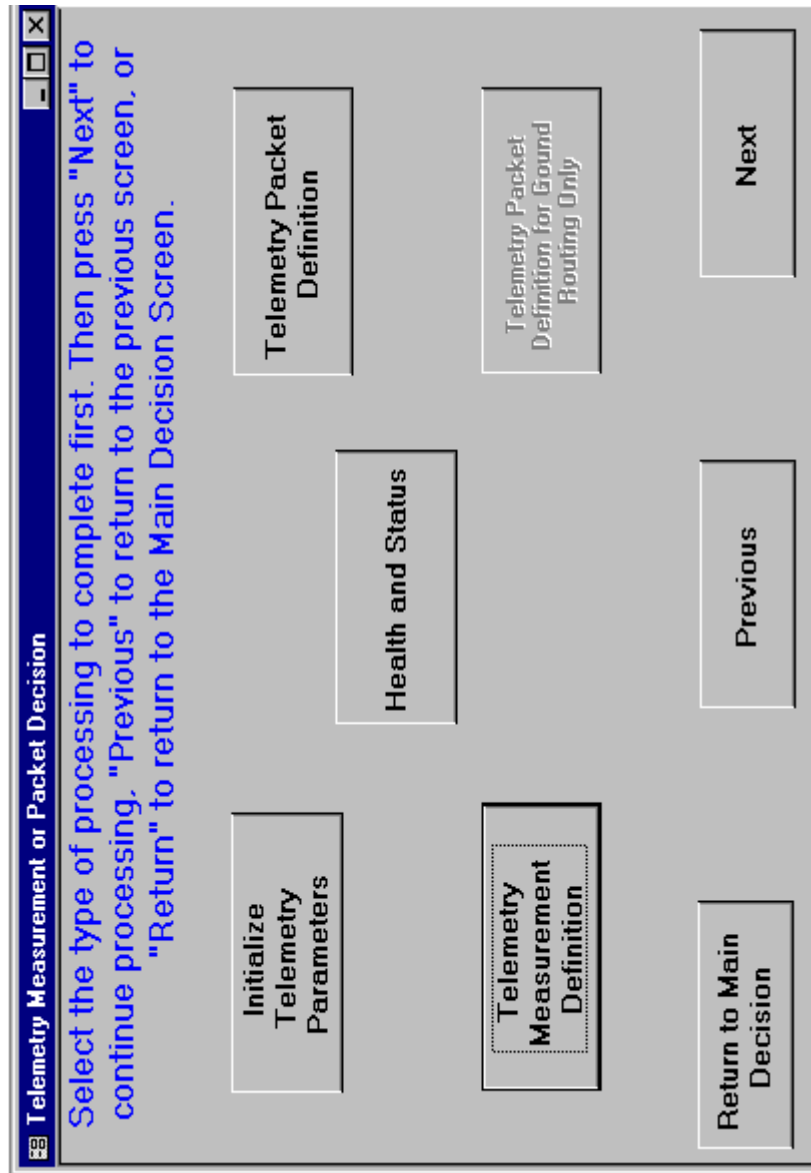 Telemetry Measurement or Packet Decision
Select the type of processing to complete first. Then press "Next" to
continue processing, "Previous" to return to the previous screen, or
"Return" to return to the Main Decision Screen.
Initialize
Telemetry
Parameters
Health and Status
Telemetry Packet
Definition
Telemetry
Measurement
Definition
Telemetry Packet
Definition for Gound
Routing Only
Return to Main
Decision
Previous
Next